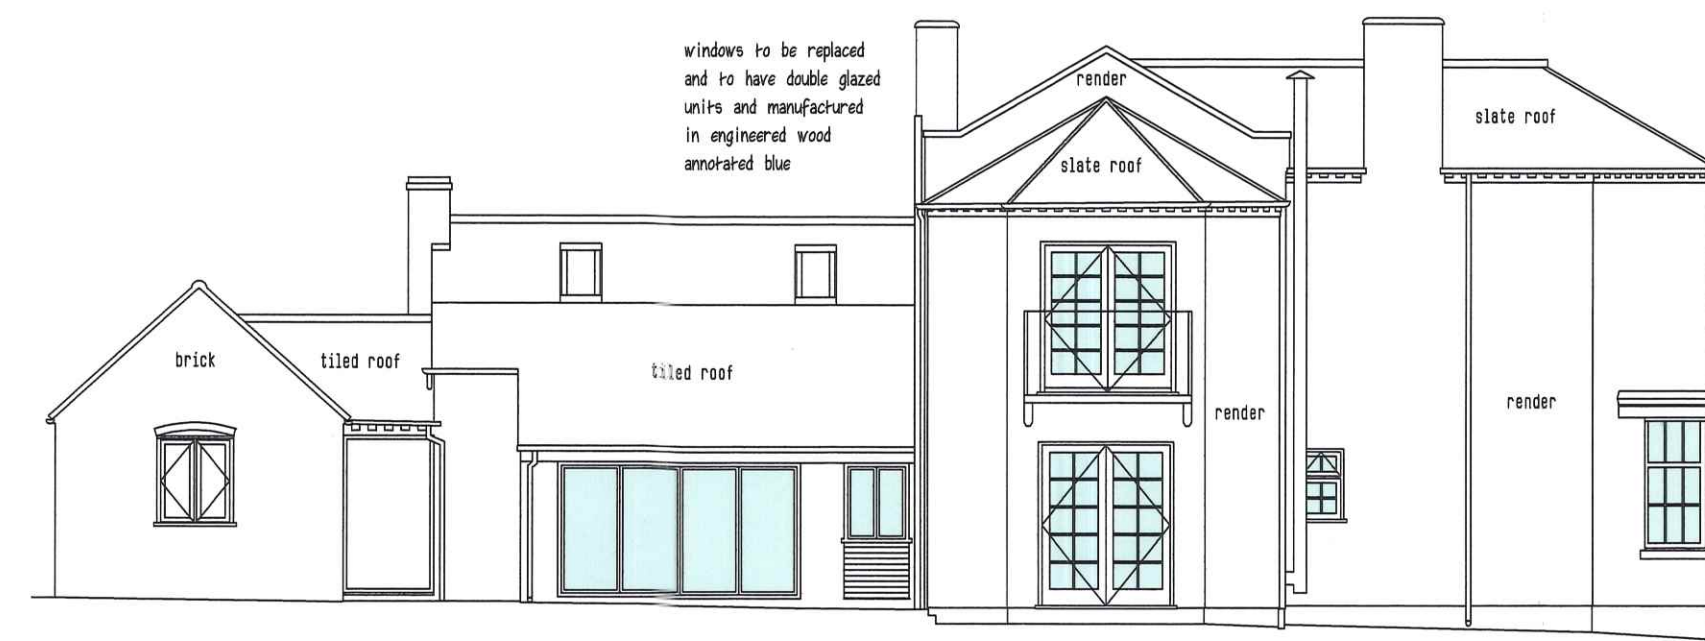 windows to be replaced
and to have double glazed
units and manufactured
in engineered wood
annotated blue
render
slate roof
slate roof
brick
tiled roof
tiled roof
render
render